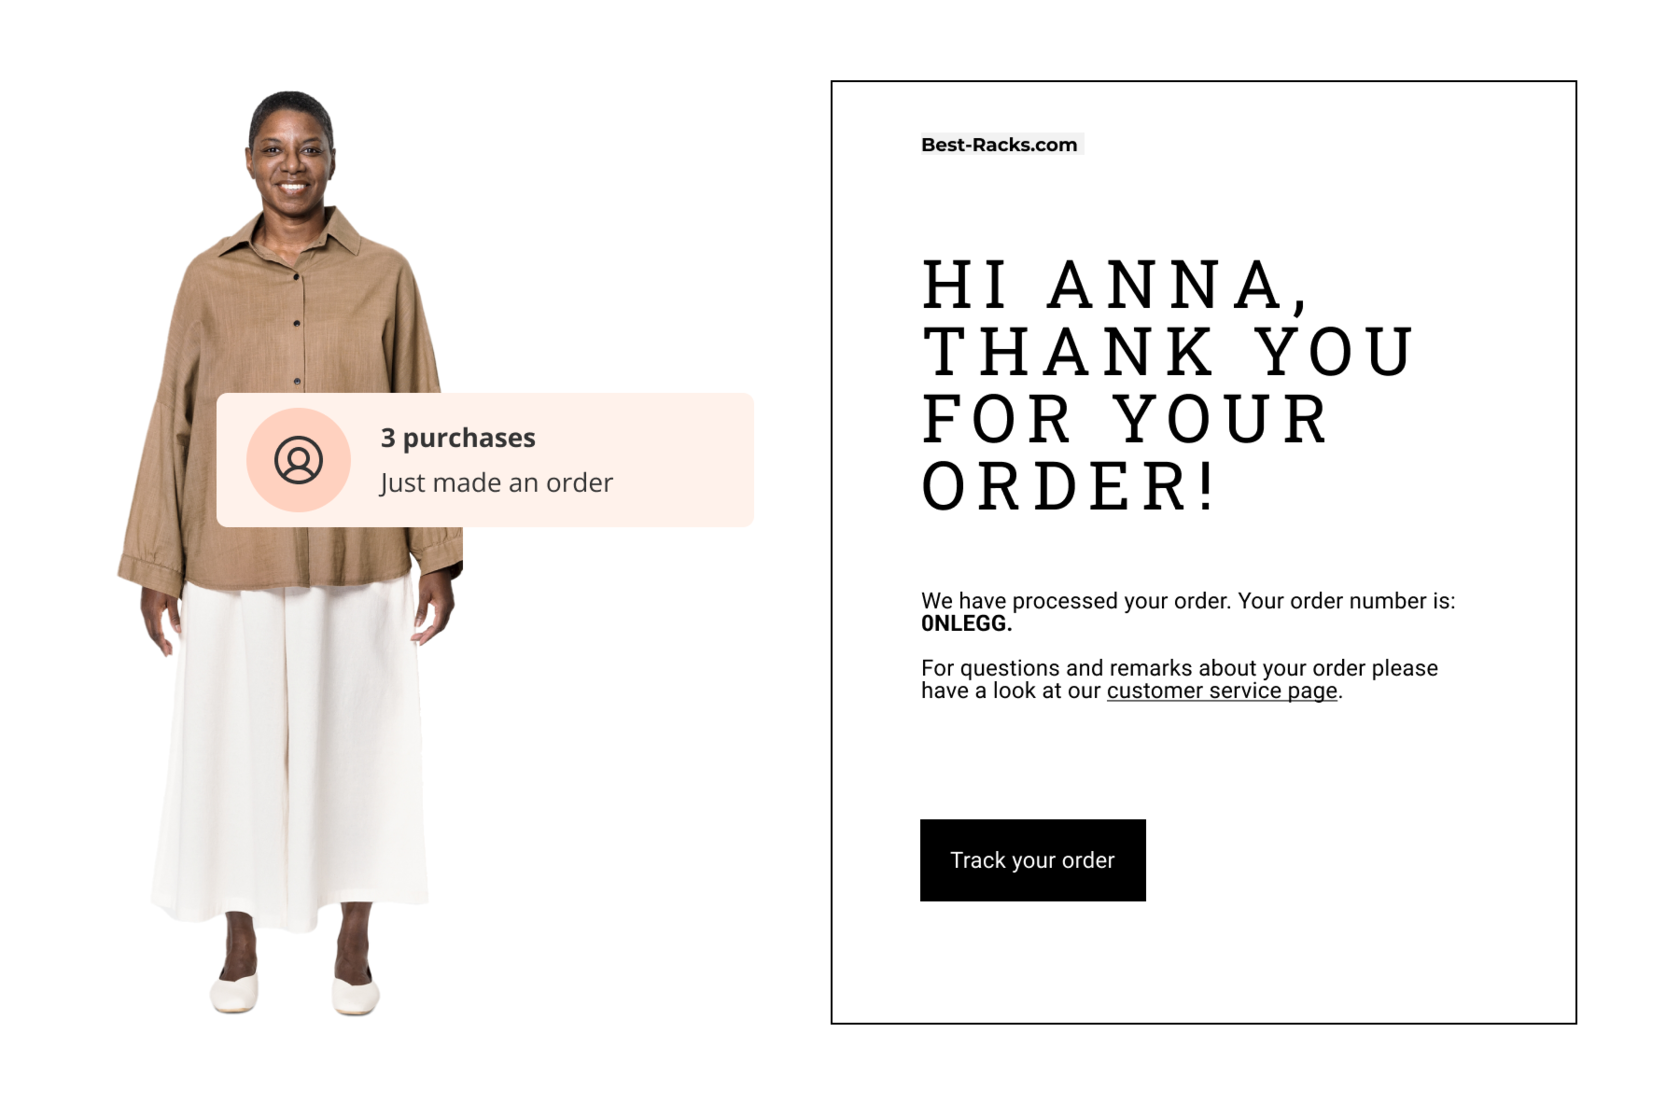 3 purchases
Just made an order
Best-Racks.com
HI ANNA,
THANK YOU
FOR YOUR
ORDER!
We have processed your order. Your order number is:
0NLEGG.
For questions and remarks about your order please
have a look at our customer service page.
Track your order